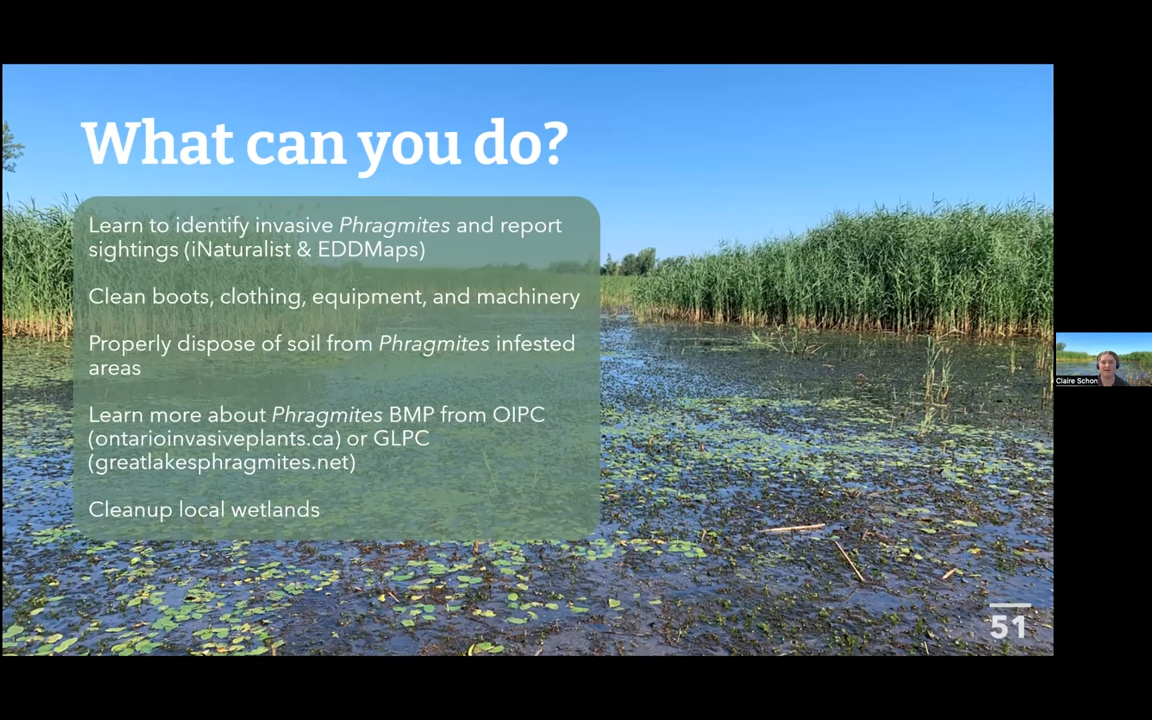 What can you do?
Learn to identify invasive Phragmites and report
sightings (iNaturalist & EDDMaps)
Clean boots, clothing, equipment, and machinery
Properly dispose of soil from Phragmites infested
areas
Learn more about Phragmites BMP from OIPC
(ontarioinvasiveplants.ca) or GLPC
(greatlakesphragmites.net)
Cleanup local wetlands
51
Claire Schon